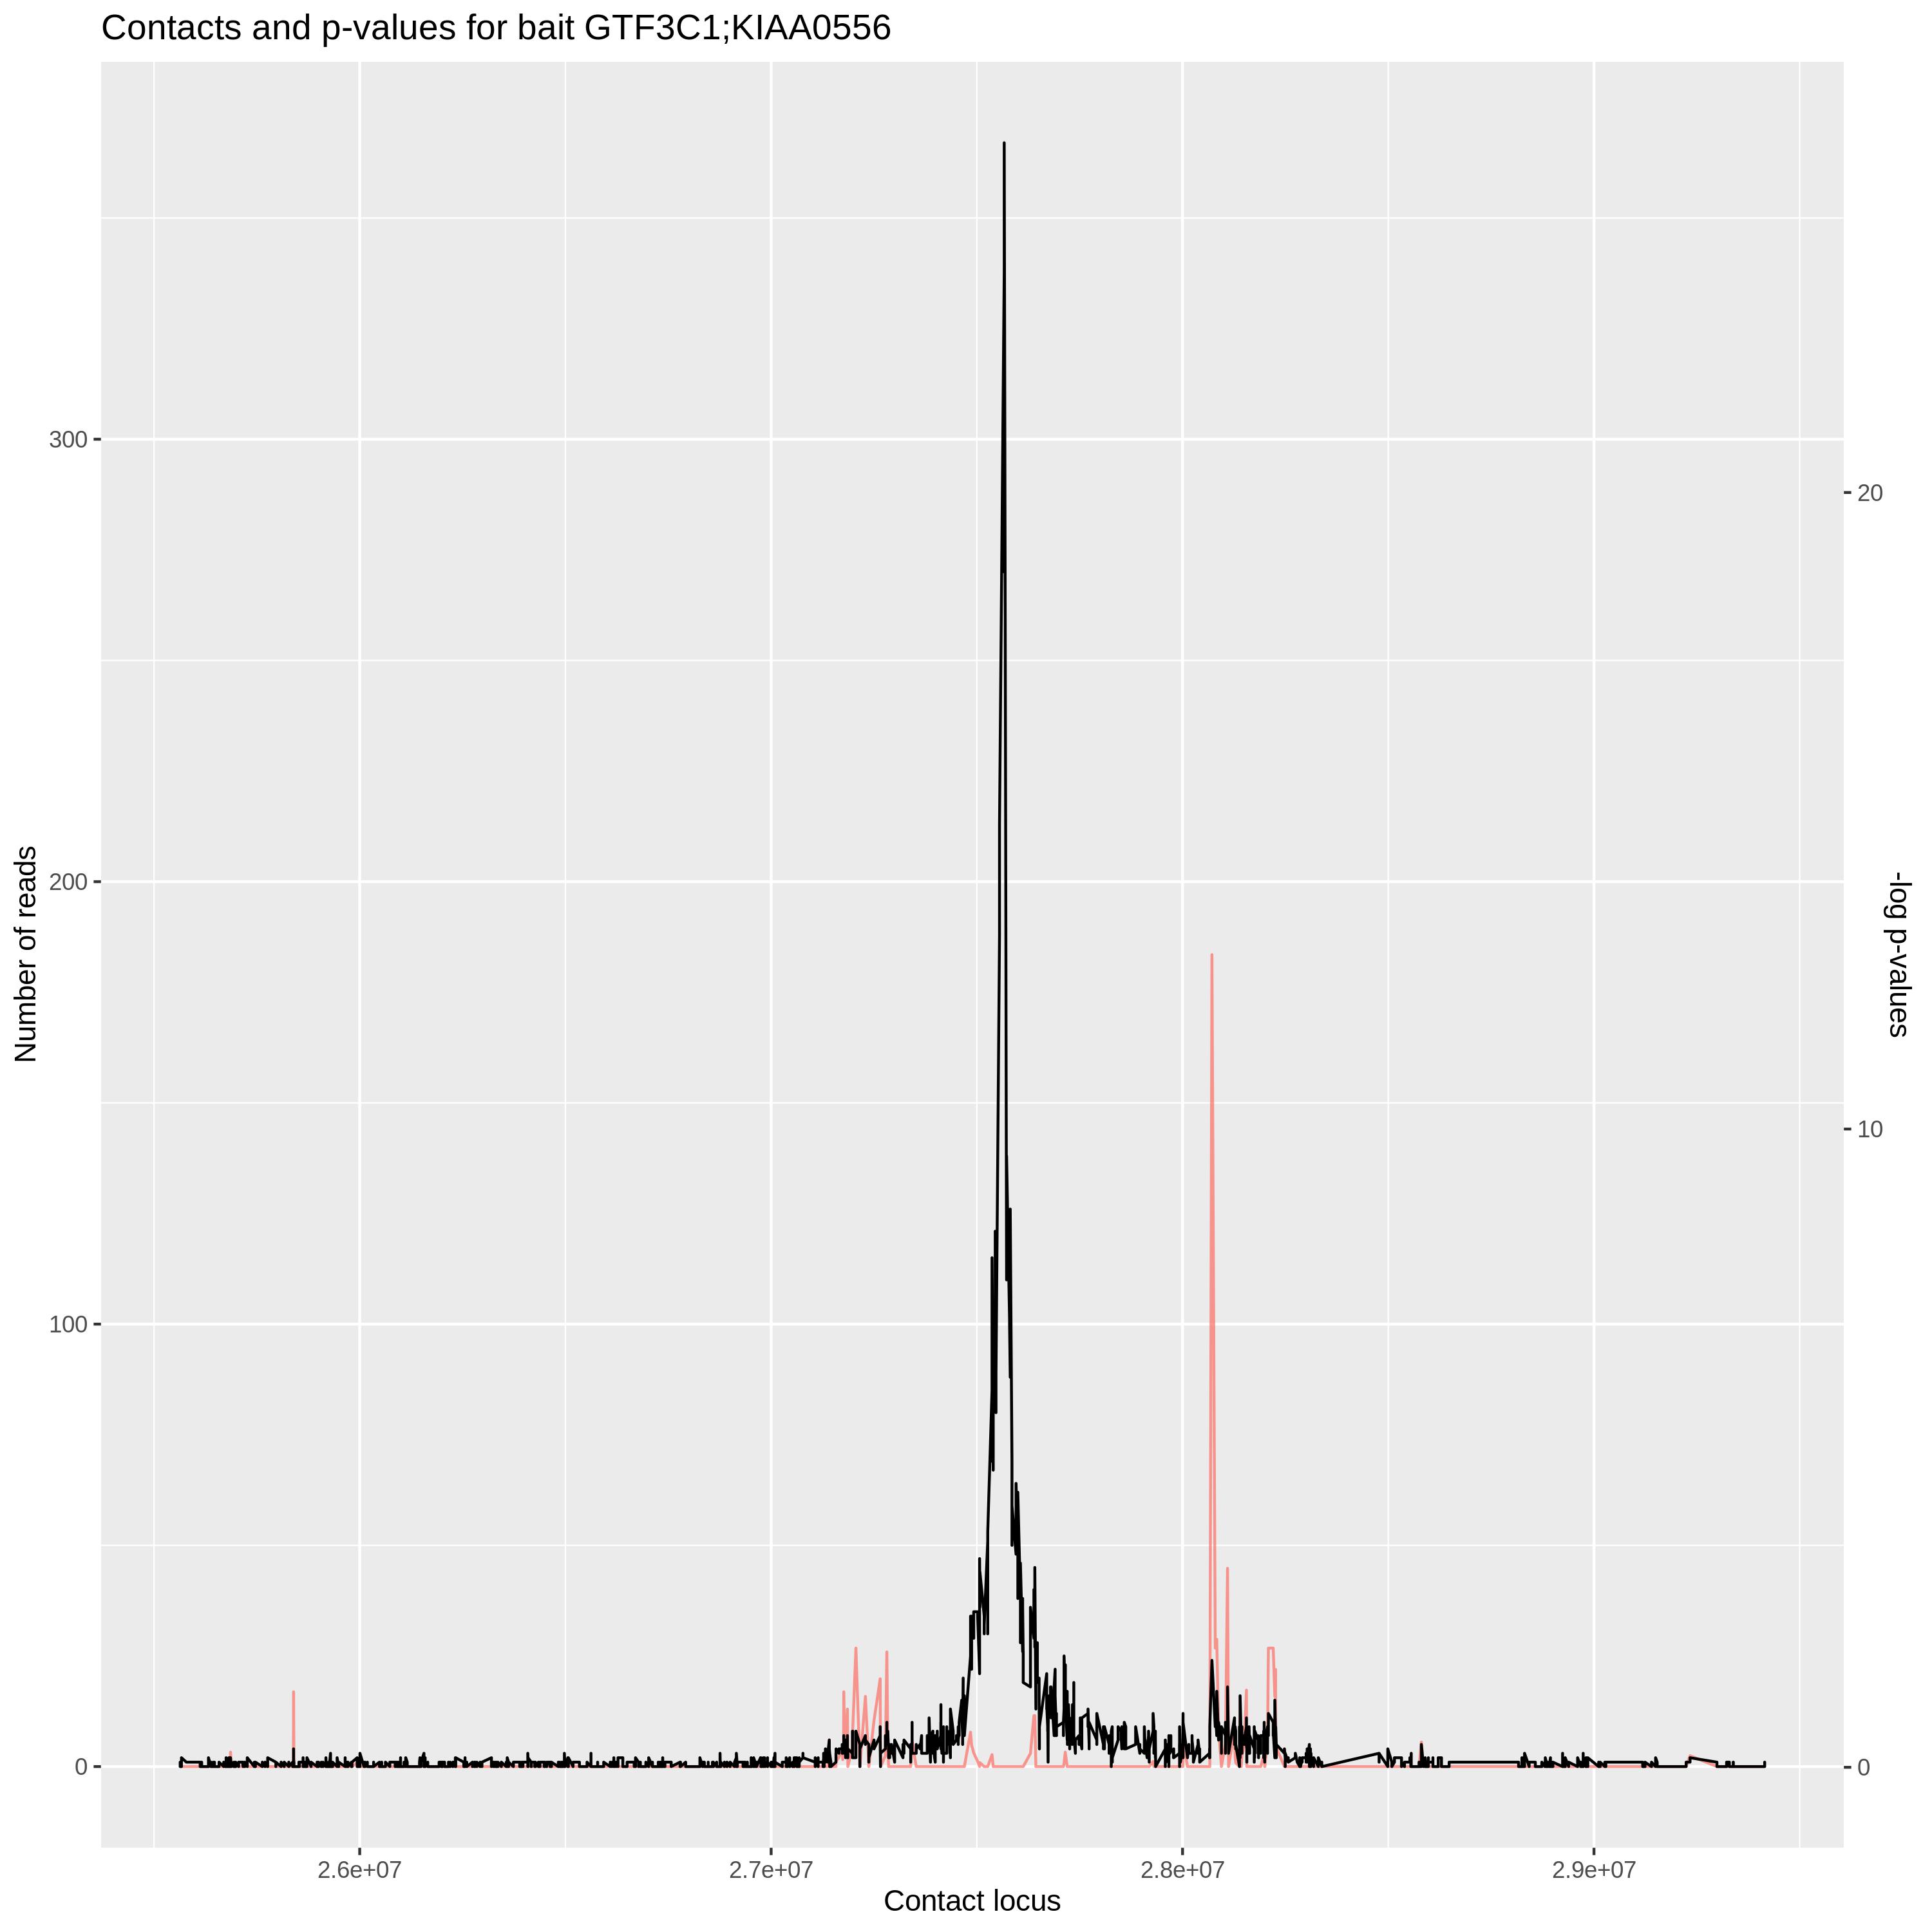 Contacts and p-values for bait GTF3C1;KIAA0556
300
200
100
0
20
10
0
Number of reads
-log p-values
2.6e+07
2.7e+07
2.8e+07
2.9e+07
Contact locus